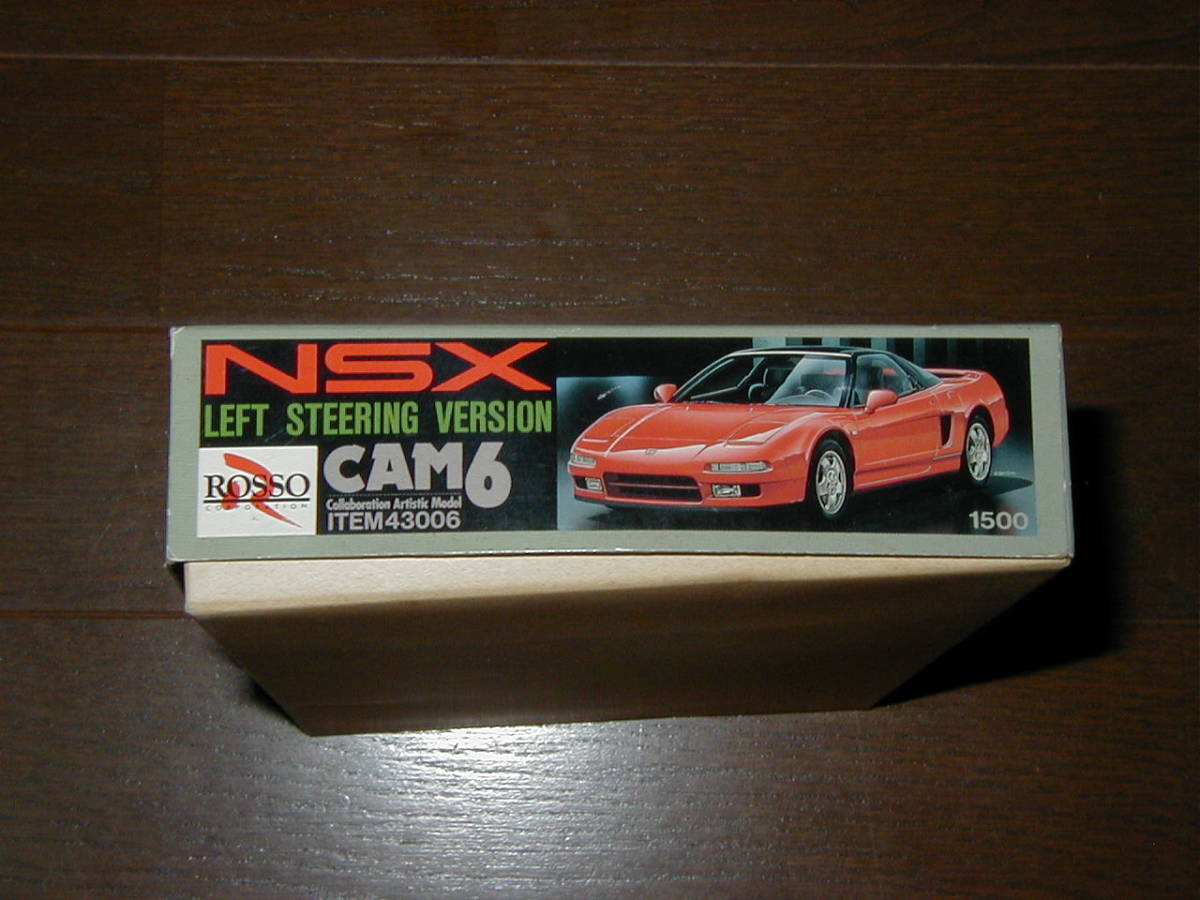 NSX
LEFT STEERING VERSION
ROSSO
CORPORATION
CAM6
Collaboration Artistic Model
ITEM43006
1500